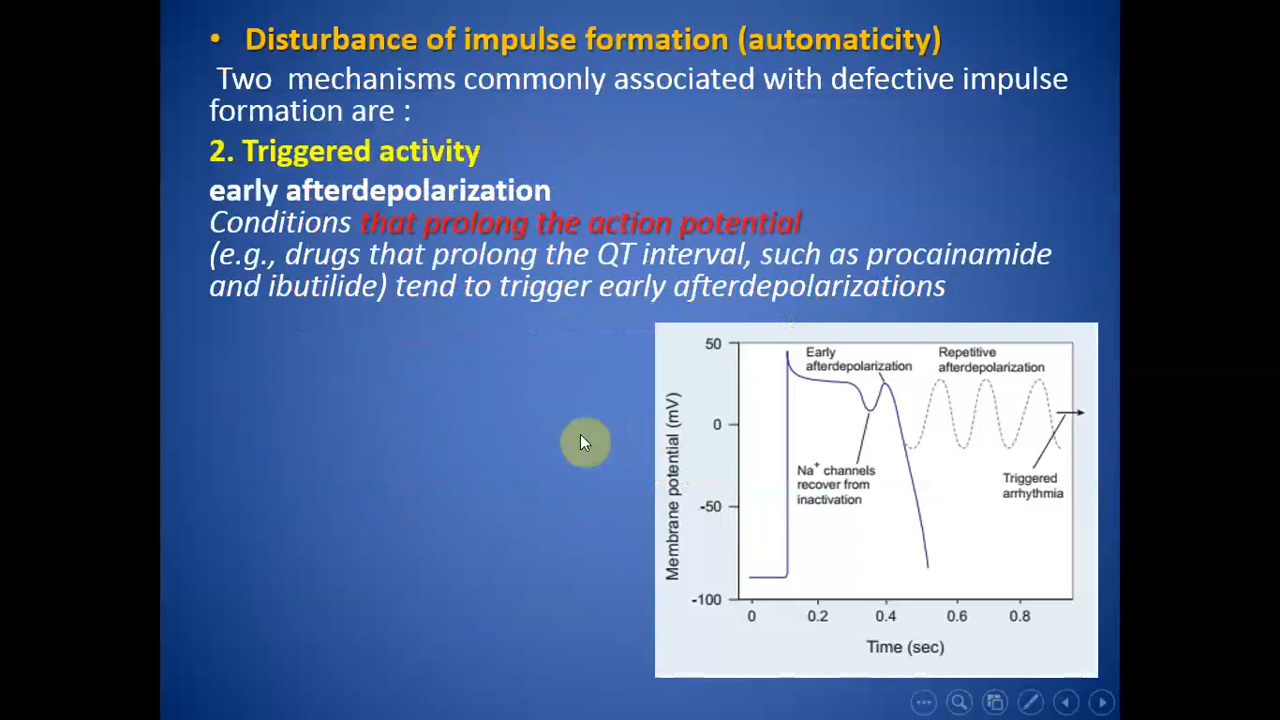 • Disturbance of impulse formation (automaticity)
Two mechanisms commonly associated with defective impulse
formation are :
2. Triggered activity
early afterdepolarization
Conditions that prolong the action potential
(e.g., drugs that prolong the QT interval, such as procainamide
and ibutilide) tend to trigger early afterdepolarizations
50
0
-50
-100
Membrane potential (mV)
Early
afterdepolarization
Repetitive
afterdepolarization
Na+ channels
recover from
inactivation
Triggered
arrhythmia
0 0.2 0.4 0.6 0.8
Time (sec)